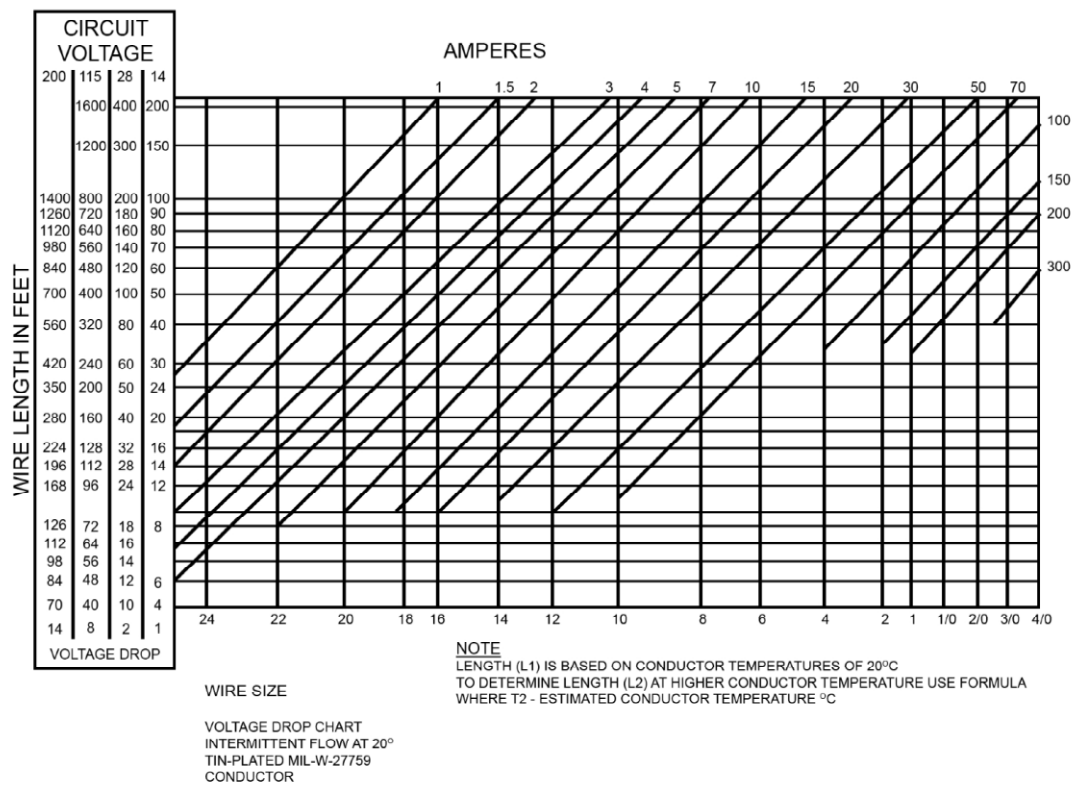 CIRCUIT
VOLTAGE
AMPERES
200 115 28 14
1 1.5 2 3 4 5 7 10 15 20 30 50 70
1600 400 200
100
1200 300 150
150
1400 800 200 100
1260 720 180 90
200
1120 640 160 80
980 560 140 70
840 480 120 60
300
700 400 100 50
560 320 80 40
420 240 60 30
350 200 50 24
280 160 40 20
224 128 32 16
196 112 28 14
168 96 24 12
126 72 18 8
112 64 16
98 56 14
84 48 12 6
70 40 10 4
14 8 2 1
WIRE LENGTH IN FEET
VOLTAGE DROP
24 22 20 18 16 14 12 10 8 6 4 2 1 1/0 2/0 3/0 4/0
WIRE SIZE
NOTE
LENGTH (L1) IS BASED ON CONDUCTOR TEMPERATURES OF 20°C
TO DETERMINE LENGTH (L2) AT HIGHER CONDUCTOR TEMPERATURE USE FORMULA
WHERE T2 - ESTIMATED CONDUCTOR TEMPERATURE °C
VOLTAGE DROP CHART
INTERMITTENT FLOW AT 20°
TIN-PLATED MIL-W-27759
CONDUCTOR